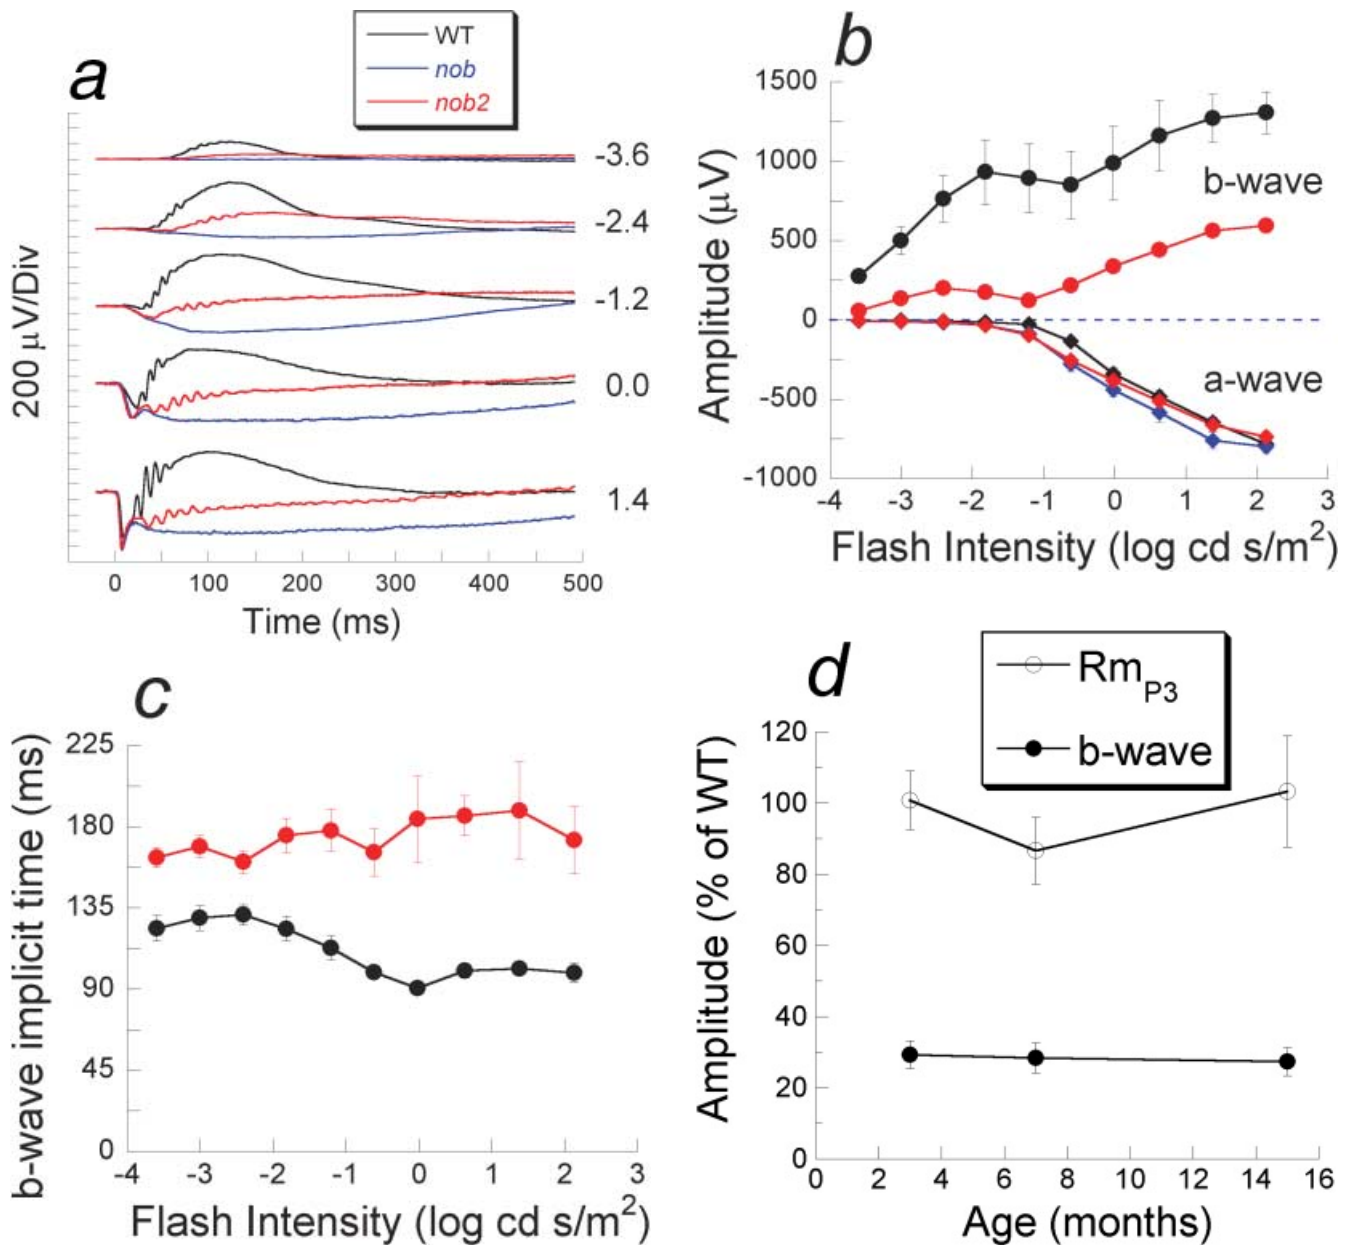 a
WT
nob
nob2
-3.6
-2.4
-1.2
0.0
1.4
200 μV/Div
0 100 200 300 400 500
Time (ms)
b
1500
1000
500
0
-500
-1000
Amplitude (μV)
b-wave
a-wave
-4 -3 -2 -1 0 1 2 3
Flash Intensity (log cd s/m²)
c
225
180
135
90
45
0
b-wave implicit time (ms)
-4 -3 -2 -1 0 1 2 3
Flash Intensity (log cd s/m²)
d
Rm_P3
b-wave
120
100
80
60
40
20
0
Amplitude (% of WT)
0 2 4 6 8 10 12 14 16
Age (months)